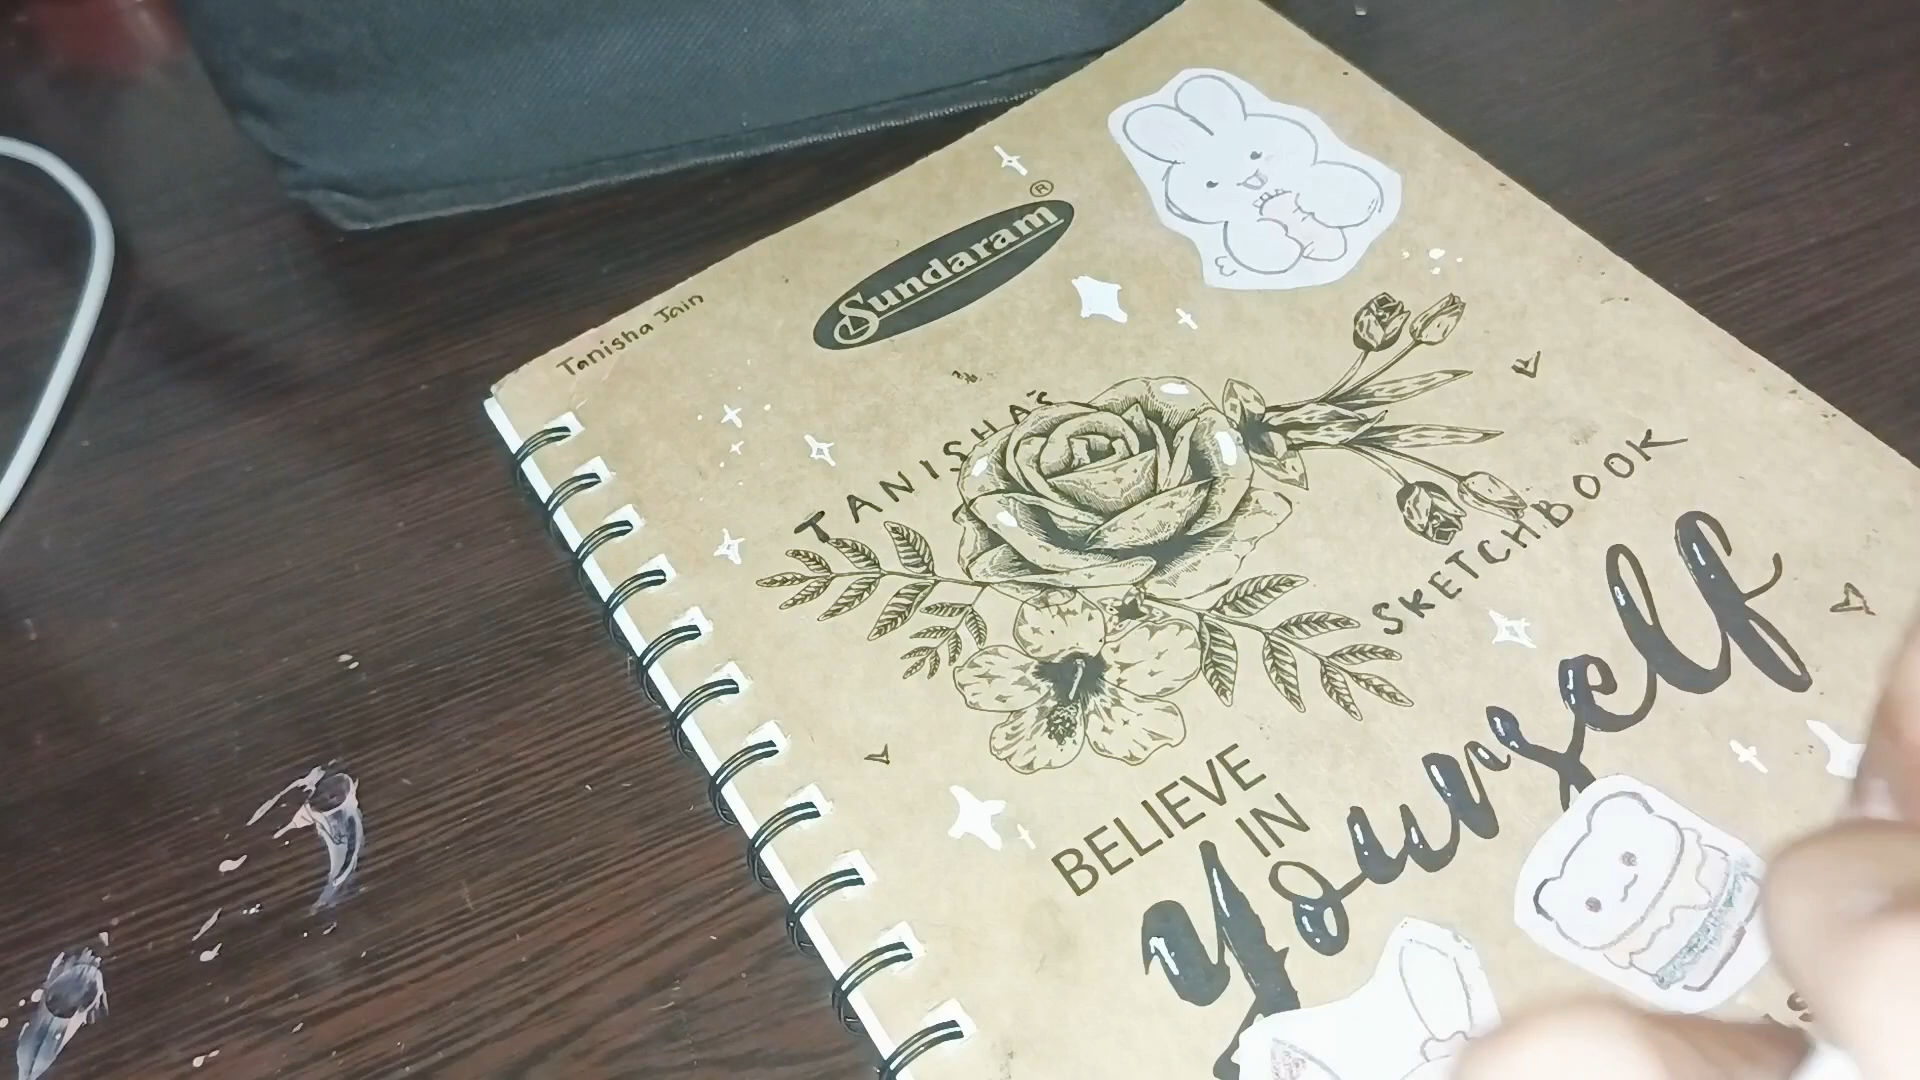 Tanisha Jain
Sundaram®
TANISHA'S
SKETCHBOOK
BELIEVE
IN
Yourself